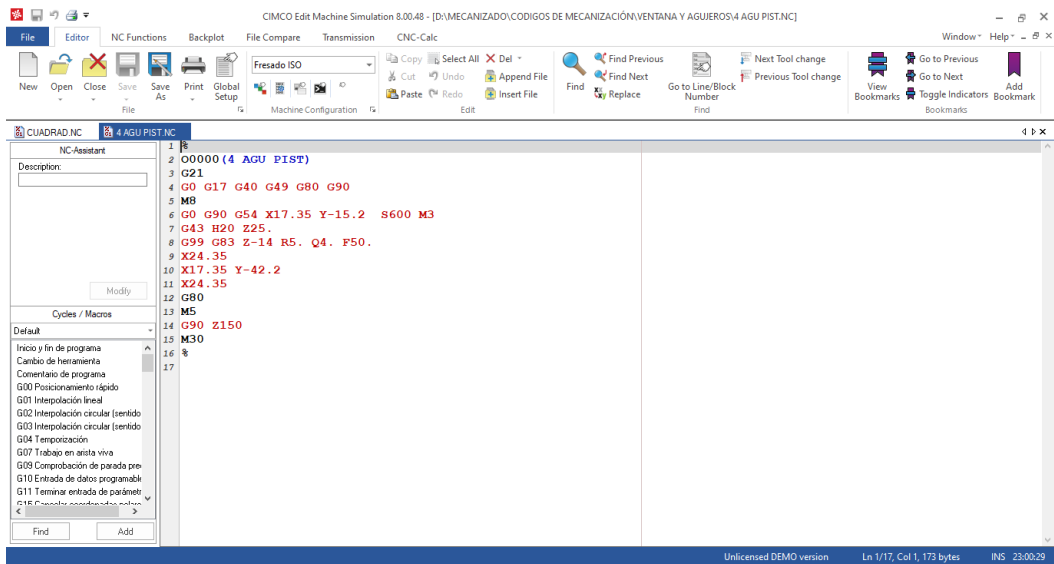 CIMCO Edit Machine Simulation 8.00.48 - [D:\MECANIZADO\CODIGOS DE MECANIZACIÓN\VENTANA Y AGUJEROS\4 AGU PIST.NC]
File Editor NC Functions Backplot File Compare Transmission CNC-Calc Window Help
New Open Close Save Save As Print Global Setup
File
Fresado ISO
Machine Configuration
Copy Select All Del
Cut Undo Append File
Paste Redo Insert File
Edit
Find Find Previous
Find Next
Replace
Go to Line/Block Number
Next Tool change
Previous Tool change
Find
View Bookmarks
Go to Previous
Go to Next
Toggle Indicators
Add Bookmark
Bookmarks
CUADRAD.NC 4 AGU PIST.NC
NC-Assistant
Description:
Modify
Cycles / Macros
Default
Inicio y fin de programa
Cambio de herramienta
Comentario de programa
G00 Posicionamiento rápido
G01 Interpolación lineal
G02 Interpolación circular (sentido
G03 Interpolación circular (sentido
G04 Temporización
G07 Trabajo en arista viva
G09 Comprobación de parada pre
G10 Entrada de datos programabl
G11 Terminar entrada de parámet
Find Add
1 %
2 O0000(4 AGU PIST)
3 G21
4 G0 G17 G40 G49 G80 G90
5 M8
6 G0 G90 G54 X17.35 Y-15.2  S600 M3
7 G43 H20 Z25.
8 G99 G83 Z-14 R5. Q4. F50.
9 X24.35
10 X17.35 Y-42.2
11 X24.35
12 G80
13 M5
14 G90 Z150
15 M30
16 %
17
Unlicensed DEMO version Ln 1/17, Col 1, 173 bytes INS 23:00:29